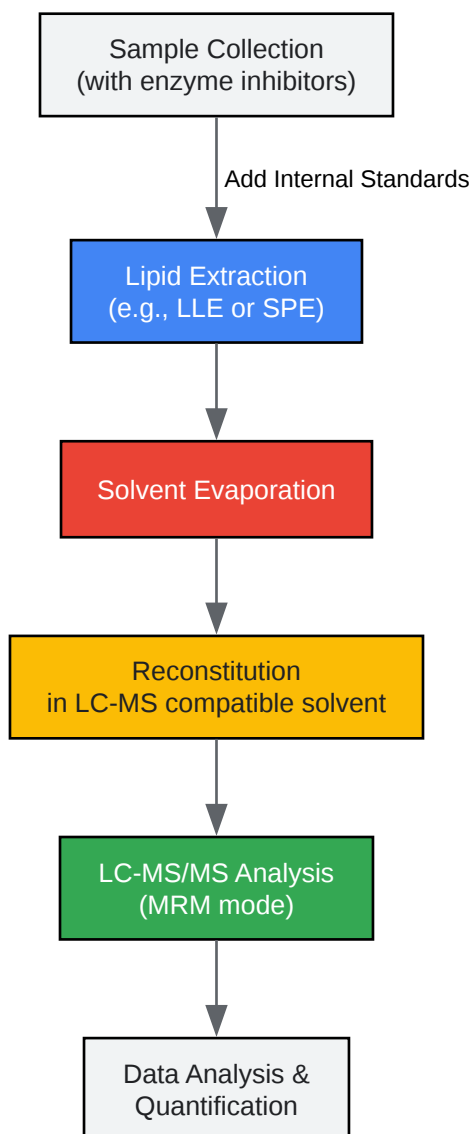 Sample Collection
(with enzyme inhibitors)
Add Internal Standards
Lipid Extraction
(e.g., LLE or SPE)
Solvent Evaporation
Reconstitution
in LC-MS compatible solvent
LC-MS/MS Analysis
(MRM mode)
Data Analysis &
Quantification